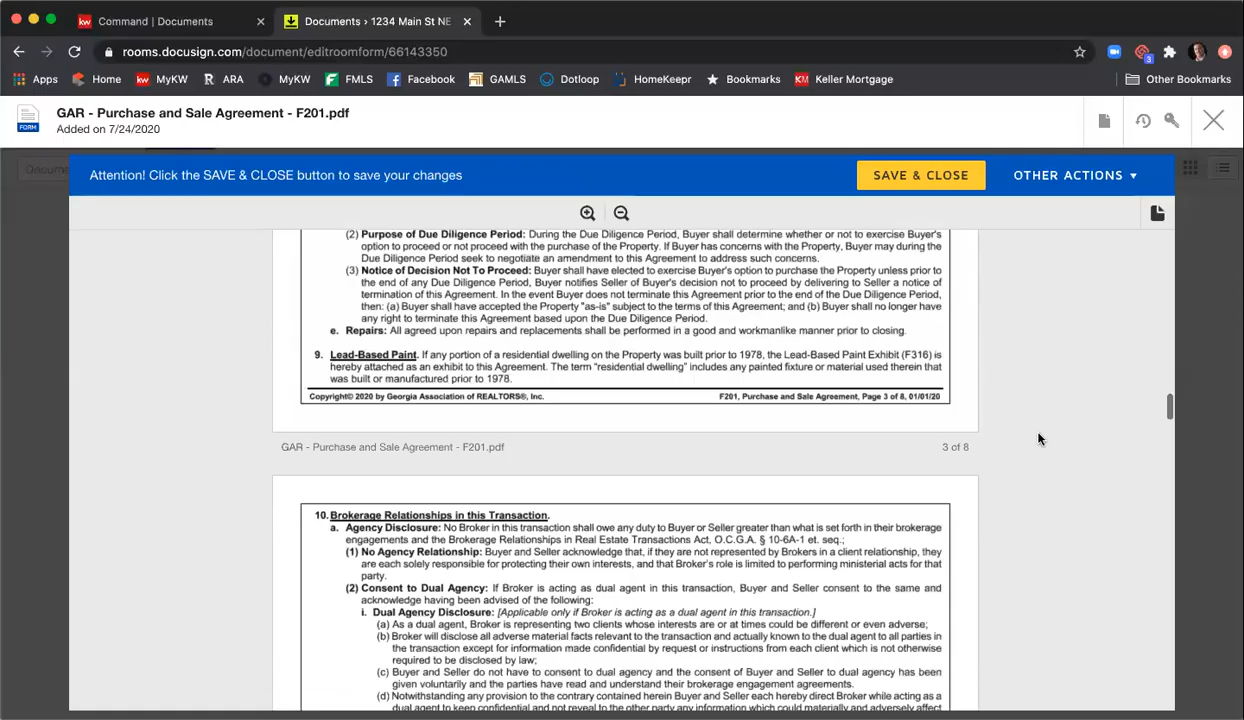 Command | Documents
Documents › 1234 Main St NE
rooms.docusign.com/document/editroomform/66143350
3
Apps
Home
kw MyKW
R ARA
MyKW
FMLS
Facebook
GAMLS
Dotloop
HomeKeepr
Bookmarks
KM Keller Mortgage
Other Bookmarks
FORM
GAR - Purchase and Sale Agreement - F201.pdf
Added on 7/24/2020
Attention! Click the SAVE & CLOSE button to save your changes
SAVE & CLOSE
OTHER ACTIONS
(2) Purpose of Due Diligence Period: During the Due Diligence Period, Buyer shall determine whether or not to exercise Buyer's
option to proceed or not proceed with the purchase of the Property. If Buyer has concerns with the Property, Buyer may during the
Due Diligence Period seek to negotiate an amendment to this Agreement to address such concerns.
(3) Notice of Decision Not To Proceed: Buyer shall have elected to exercise Buyer's option to purchase the Property unless prior to
the end of any Due Diligence Period, Buyer notifies Seller of Buyer's decision not to proceed by delivering to Seller a notice of
termination of this Agreement. In the event Buyer does not terminate this Agreement prior to the end of the Due Diligence Period,
then: (a) Buyer shall have accepted the Property "as-is" subject to the terms of this Agreement; and (b) Buyer shall no longer have
any right to terminate this Agreement based upon the Due Diligence Period.
e. Repairs: All agreed upon repairs and replacements shall be performed in a good and workmanlike manner prior to closing.
9. Lead-Based Paint. If any portion of a residential dwelling on the Property was built prior to 1978, the Lead-Based Paint Exhibit (F316) is
hereby attached as an exhibit to this Agreement. The term "residential dwelling" includes any painted fixture or material used therein that
was built or manufactured prior to 1978.
Copyright© 2020 by Georgia Association of REALTORS®, Inc.
F201, Purchase and Sale Agreement, Page 3 of 8, 01/01/20
GAR - Purchase and Sale Agreement - F201.pdf
3 of 8
10. Brokerage Relationships in this Transaction.
a. Agency Disclosure: No Broker in this transaction shall owe any duty to Buyer or Seller greater than what is set forth in their brokerage
engagements and the Brokerage Relationships in Real Estate Transactions Act, O.C.G.A. § 10-6A-1 et. seq.;
(1) No Agency Relationship: Buyer and Seller acknowledge that, if they are not represented by Brokers in a client relationship, they
are each solely responsible for protecting their own interests, and that Broker's role is limited to performing ministerial acts for that
party.
(2) Consent to Dual Agency: If Broker is acting as dual agent in this transaction, Buyer and Seller consent to the same and
acknowledge having been advised of the following:
i. Dual Agency Disclosure: [Applicable only if Broker is acting as a dual agent in this transaction.]
(a) As a dual agent, Broker is representing two clients whose interests are or at times could be different or even adverse;
(b) Broker will disclose all adverse material facts relevant to the transaction and actually known to the dual agent to all parties in
the transaction except for information made confidential by request or instructions from each client which is not otherwise
required to be disclosed by law;
(c) Buyer and Seller do not have to consent to dual agency and the consent of Buyer and Seller to dual agency has been
given voluntarily and the parties have read and understand their brokerage engagement agreements.
(d) Notwithstanding any provision to the contrary contained herein Buyer and Seller each hereby direct Broker while acting as a
dual agent to keep confidential and not reveal to the other party any information which could materially and adversely affect